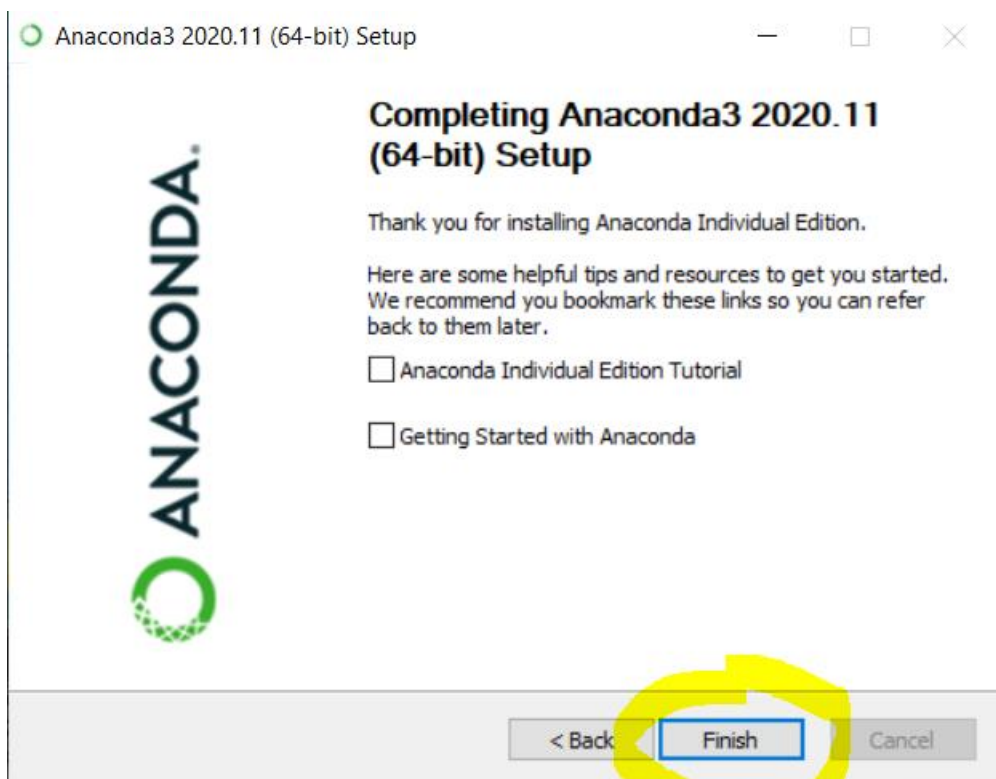 Anaconda3 2020.11 (64-bit) Setup
Completing Anaconda3 2020.11
(64-bit) Setup
Thank you for installing Anaconda Individual Edition.
Here are some helpful tips and resources to get you started.
We recommend you bookmark these links so you can refer
back to them later.
Anaconda Individual Edition Tutorial
Getting Started with Anaconda
ANACONDA.
< Back
Finish
Cancel